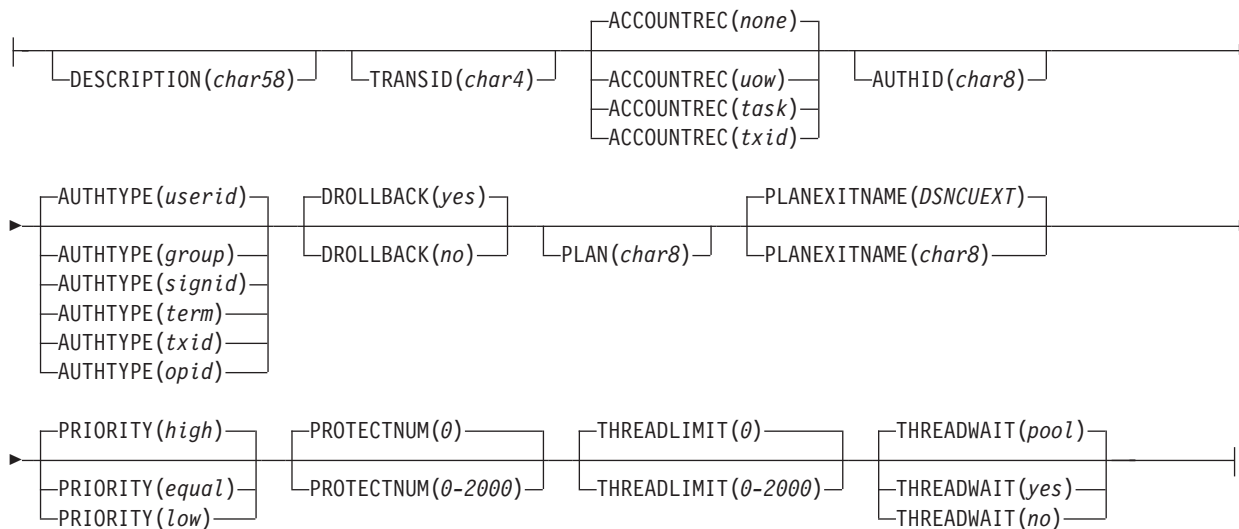 ACCOUNTREC(none)
DESCRIPTION(char58) TRANSID(char4) ACCOUNTREC(uow) AUTHID(char8)
ACCOUNTREC(task)
ACCOUNTREC(txid)
AUTHTYPE(userid) DROLLBACK(yes) PLANEXITNAME(DSNCUEXT)
AUTHTYPE(group) DROLLBACK(no) PLAN(char8) PLANEXITNAME(char8)
AUTHTYPE(signid)
AUTHTYPE(term)
AUTHTYPE(txid)
AUTHTYPE(opid)
PRIORITY(high) PROTECTNUM(0) THREADLIMIT(0) THREADWAIT(pool)
PRIORITY(equal) PROTECTNUM(0-2000) THREADLIMIT(0-2000) THREADWAIT(yes)
PRIORITY(low) THREADWAIT(no)